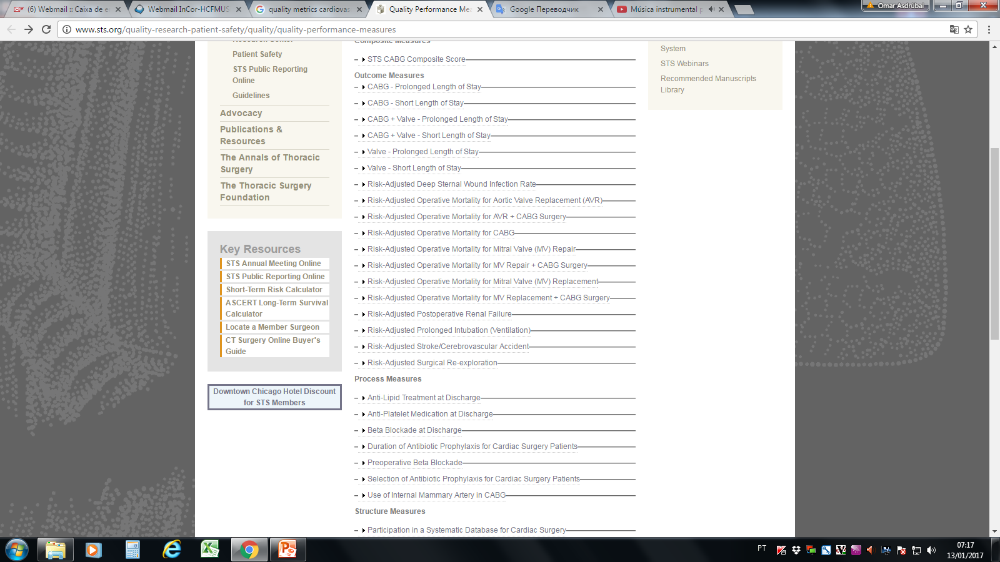 (6) Webmail :: Caixa de e
Webmail InCor-HCFMUS
quality metrics cardiovas
Quality Performance Mea
Google Переводчик
Música instrumental p
Omar Asdrúbal
www.sts.org/quality-research-patient-safety/quality/quality-performance-measures
Research Center
Patient Safety
STS Public Reporting
Online
Guidelines
Advocacy
Publications &
Resources
The Annals of Thoracic
Surgery
The Thoracic Surgery
Foundation
Key Resources
STS Annual Meeting Online
STS Public Reporting Online
Short-Term Risk Calculator
ASCERT Long-Term Survival
Calculator
Locate a Member Surgeon
CT Surgery Online Buyer's
Guide
Downtown Chicago Hotel Discount
for STS Members
Composite Measures
STS CABG Composite Score
Outcome Measures
CABG - Prolonged Length of Stay
CABG - Short Length of Stay
CABG + Valve - Prolonged Length of Stay
CABG + Valve - Short Length of Stay
Valve - Prolonged Length of Stay
Valve - Short Length of Stay
Risk-Adjusted Deep Sternal Wound Infection Rate
Risk-Adjusted Operative Mortality for Aortic Valve Replacement (AVR)
Risk-Adjusted Operative Mortality for AVR + CABG Surgery
Risk-Adjusted Operative Mortality for CABG
Risk-Adjusted Operative Mortality for Mitral Valve (MV) Repair
Risk-Adjusted Operative Mortality for MV Repair + CABG Surgery
Risk-Adjusted Operative Mortality for Mitral Valve (MV) Replacement
Risk-Adjusted Operative Mortality for MV Replacement + CABG Surgery
Risk-Adjusted Postoperative Renal Failure
Risk-Adjusted Prolonged Intubation (Ventilation)
Risk-Adjusted Stroke/Cerebrovascular Accident
Risk-Adjusted Surgical Re-exploration
Process Measures
Anti-Lipid Treatment at Discharge
Anti-Platelet Medication at Discharge
Beta Blockade at Discharge
Duration of Antibiotic Prophylaxis for Cardiac Surgery Patients
Preoperative Beta Blockade
Selection of Antibiotic Prophylaxis for Cardiac Surgery Patients
Use of Internal Mammary Artery in CABG
Structure Measures
Participation in a Systematic Database for Cardiac Surgery
System
STS Webinars
Recommended Manuscripts
Library
PT
07:17
13/01/2017